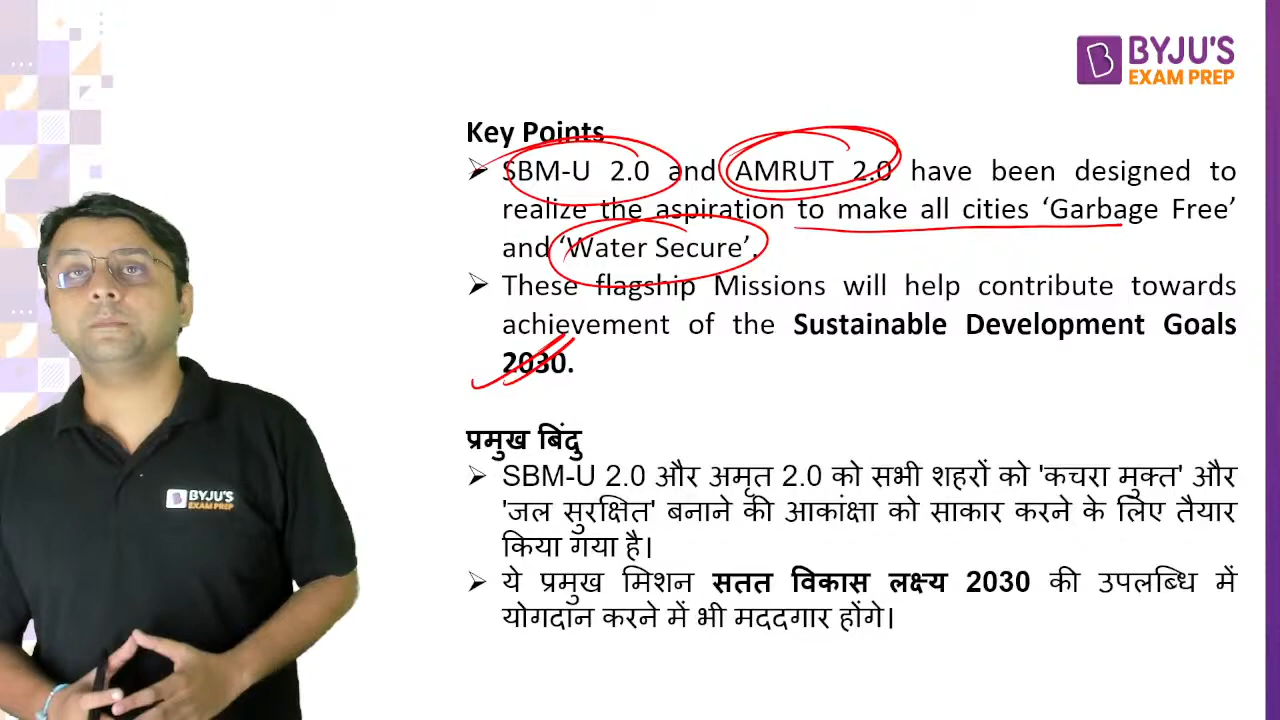 BYJU'S
EXAM PREP
Key Points
SBM-U 2.0 and AMRUT 2.0 have been designed to
realize the aspiration to make all cities ‘Garbage Free’
and ‘Water Secure’.
These flagship Missions will help contribute towards
achievement of the Sustainable Development Goals
2030.
प्रमुख बिंदु
SBM-U 2.0 और अमृत 2.0 को सभी शहरों को 'कचरा मुक्त' और
'जल सुरक्षित' बनाने की आकांक्षा को साकार करने के लिए तैयार
किया गया है।
ये प्रमुख मिशन सतत विकास लक्ष्य 2030 की उपलब्धि में
योगदान करने में भी मददगार होंगे।
BYJU'S
EXAM PREP